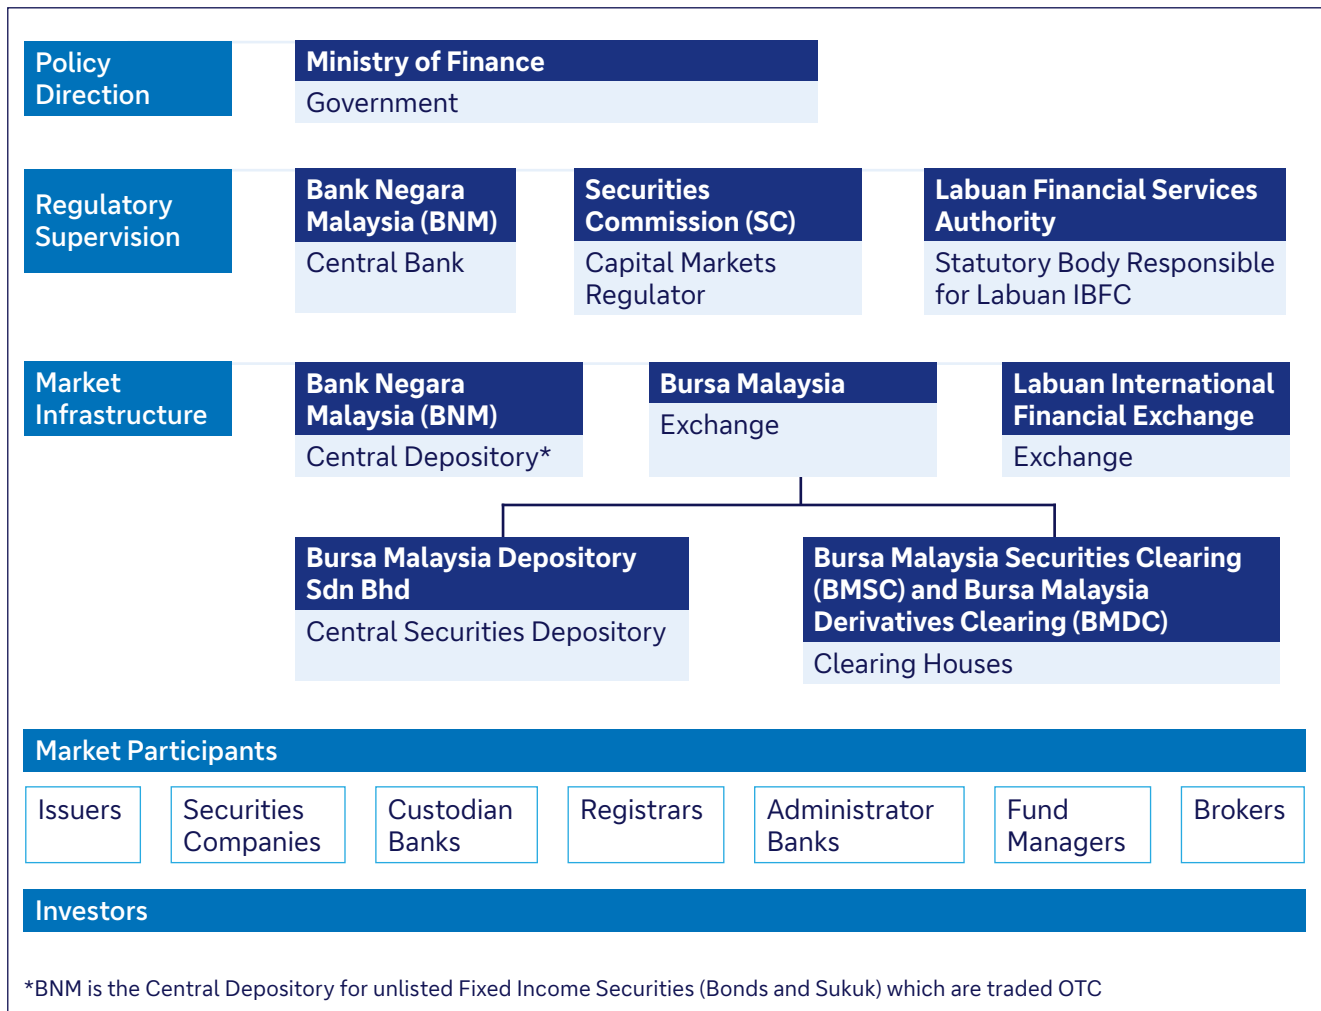 Policy
Direction
Ministry of Finance
Government
Regulatory
Supervision
Bank Negara
Malaysia (BNM)
Central Bank
Securities
Commission (SC)
Capital Markets
Regulator
Labuan Financial Services
Authority
Statutory Body Responsible
for Labuan IBFC
Market
Infrastructure
Bank Negara
Malaysia (BNM)
Central Depository*
Bursa Malaysia
Exchange
Labuan International
Financial Exchange
Exchange
Bursa Malaysia Depository
Sdn Bhd
Central Securities Depository
Bursa Malaysia Securities Clearing
(BMSC) and Bursa Malaysia
Derivatives Clearing (BMDC)
Clearing Houses
Market Participants
Issuers
Securities
Companies
Custodian
Banks
Registrars
Administrator
Banks
Fund
Managers
Brokers
Investors
*BNM is the Central Depository for unlisted Fixed Income Securities (Bonds and Sukuk) which are traded OTC